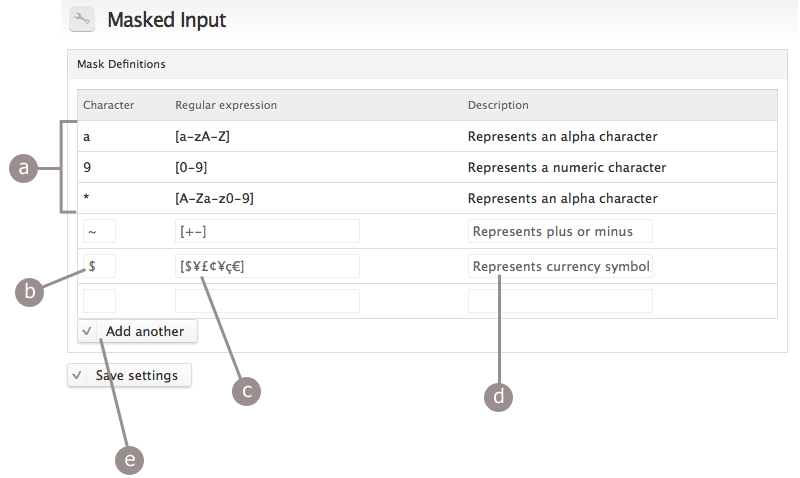 Masked Input
Mask Definitions
Character Regular expression Description
a [a-zA-Z] Represents an alpha character
9 [0-9] Represents a numeric character
* [A-Za-z0-9] Represents an alpha character
~ [+-] Represents plus or minus
$ [$¥£¢¥ç€] Represents currency symbol
Add another
Save settings
a
b
c
d
e